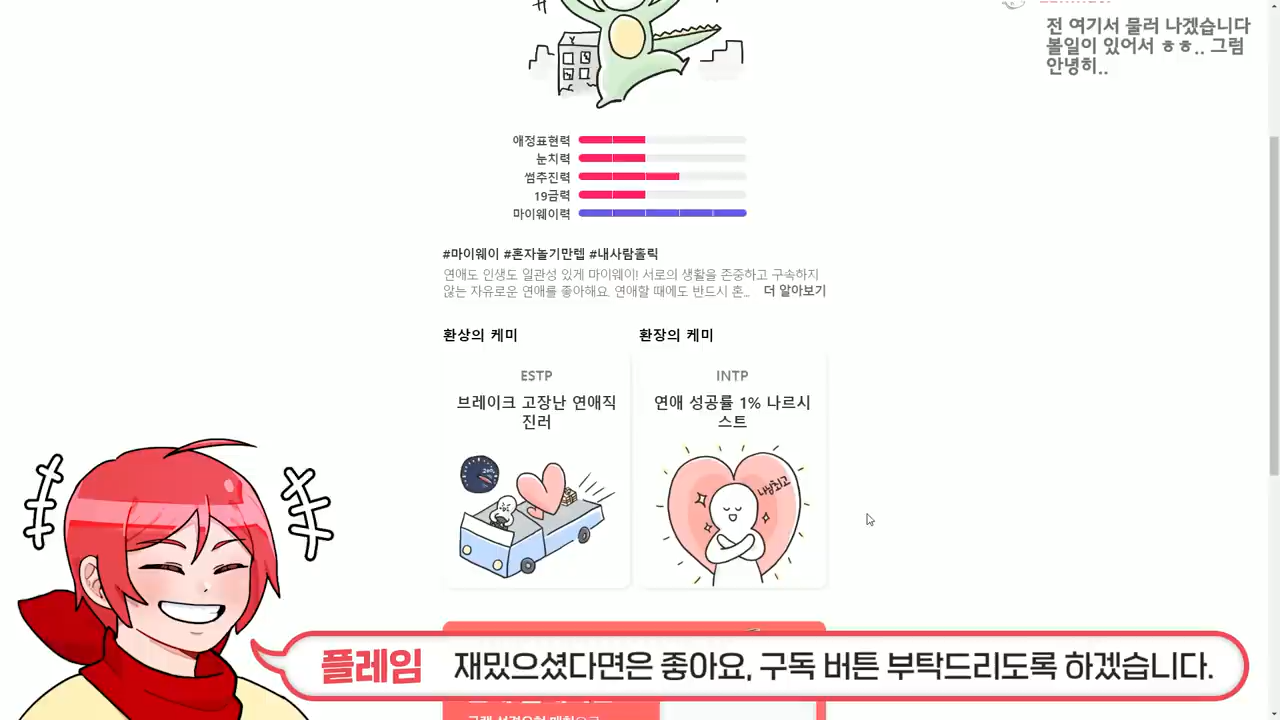 전 여기서 물러 나겠습니다
볼일이 있어서 ㅎㅎ.. 그럼
안녕히..
애정표현력
눈치력
썸추진력
19금력
마이웨이력
#마이웨이 #혼자놀기만렙 #내사람홀릭
연애도 인생도 일관성 있게 마이웨이! 서로의 생활을 존중하고 구속하지
않는 자유로운 연애를 좋아해요. 연애할 때에도 반드시 혼... 더 알아보기
환상의 케미
환장의 케미
ESTP
브레이크 고장난 연애직
진러
INTP
연애 성공률 1% 나르시
스트
나님최고
플레임 재밌으셨다면은 좋아요, 구독 버튼 부탁드리도록 하겠습니다.